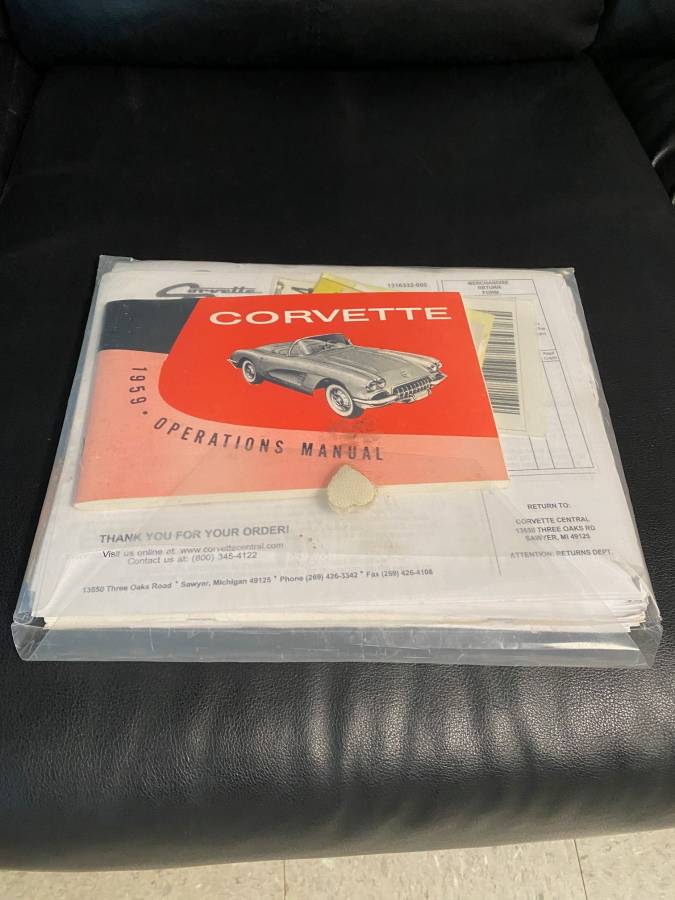 Corvette
1316332-000
MERCHANDISE
RETURN
FORM
CORVETTE
1959 • OPERATIONS MANUAL
RETURN TO:
CORVETTE CENTRAL
13550 THREE OAKS RD
SAWYER, MI 49125
ATTENTION: RETURNS DEPT.
THANK YOU FOR YOUR ORDER!
Visit us online at: www.corvettecentral.com
Contact us at: (800) 345-4122
13550 Three Oaks Road * Sawyer, Michigan 49125 * Phone (269) 426-3342 * Fax (269) 426-4108